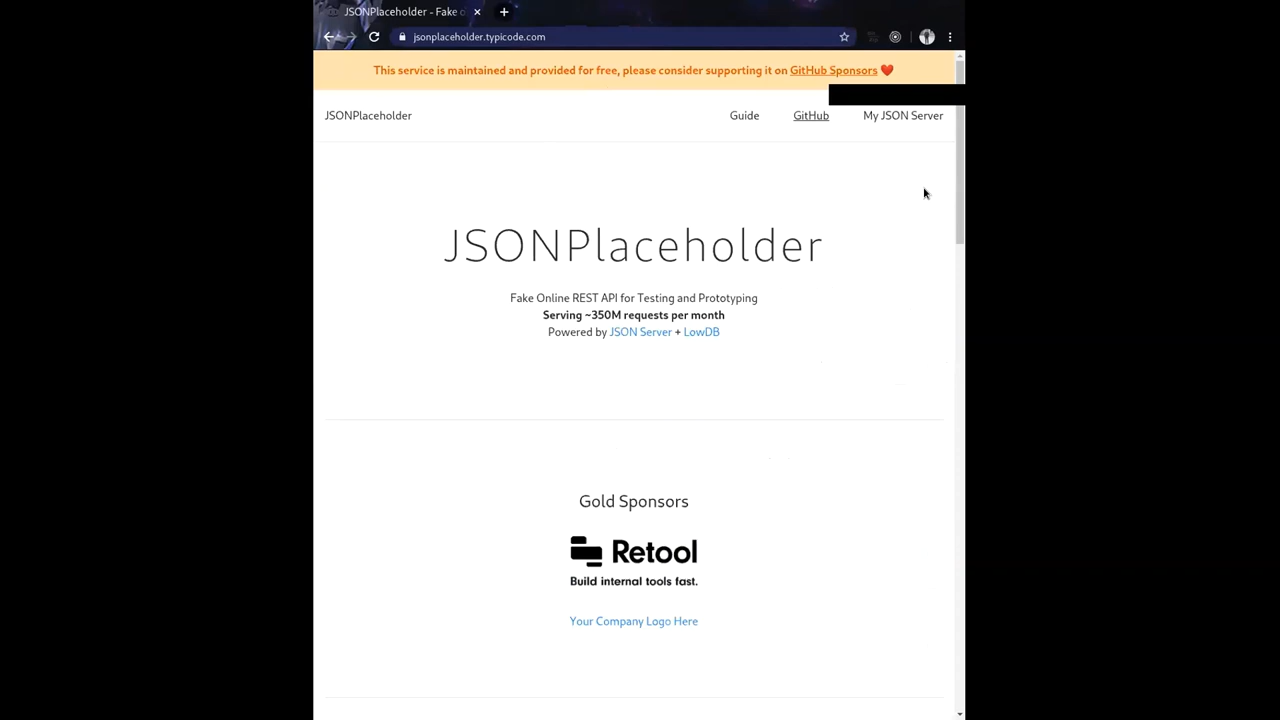 JSONPlaceholder - Fake
jsonplaceholder.typicode.com
This service is maintained and provided for free, please consider supporting it on GitHub Sponsors ❤️
JSONPlaceholder
Guide
GitHub
My JSON Server
JSONPlaceholder
Fake Online REST API for Testing and Prototyping
Serving ~350M requests per month
Powered by JSON Server + LowDB
Gold Sponsors
Retool
Build internal tools fast.
Your Company Logo Here